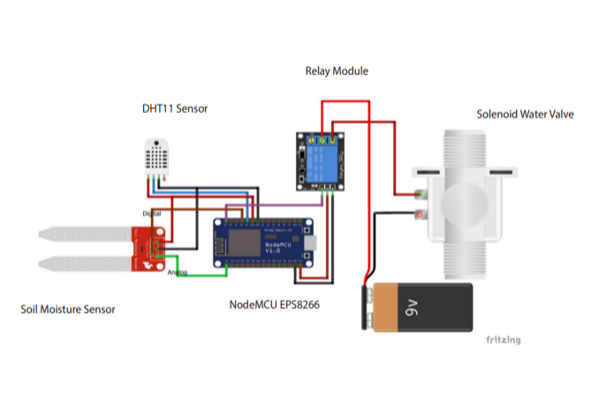 Relay Module
DHT11 Sensor
Solenoid Water Valve
Digital
NodeMCU
V1.0
Analog
9v
NodeMCU EPS8266
Soil Moisture Sensor
fritzing